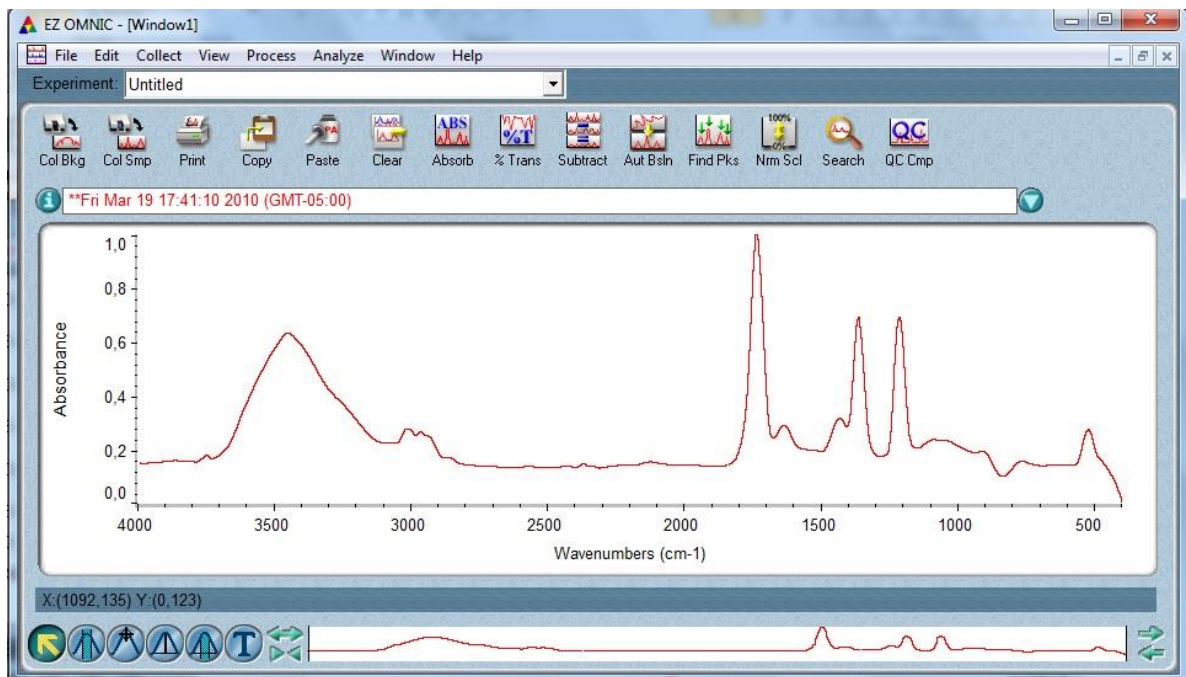 EZ OMNIC - [Window1]
File Edit Collect View Process Analyze Window Help
Experiment: Untitled
Col Bkg Col Smp Print Copy Paste Clear Absorb % Trans Subtract Aut Bsln Find Pks Nrm Scl Search QC Cmp
**Fri Mar 19 17:41:10 2010 (GMT-05:00)
1,0
0,8
0,6
0,4
0,2
0,0
Absorbance
4000 3500 3000 2500 2000 1500 1000 500
Wavenumbers (cm-1)
X:(1092,135) Y:(0,123)
T